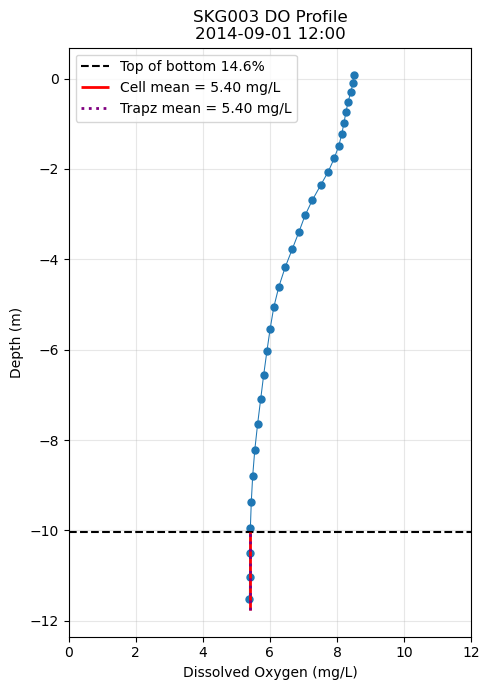 SKG003 DO Profile
2014-09-01 12:00
Top of bottom 14.6%
Cell mean = 5.40 mg/L
Trapz mean = 5.40 mg/L
0
−2
−4
−6
−8
−10
−12
Depth (m)
0 2 4 6 8 10 12
Dissolved Oxygen (mg/L)